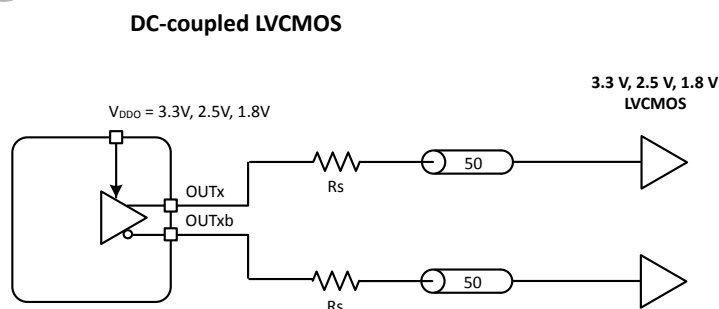 DC-coupled LVCMOS
3.3 V, 2.5 V, 1.8 V
LVCMOS
VDDO = 3.3V, 2.5V, 1.8V
OUTx
OUTxb
Rs
50
Rs
50